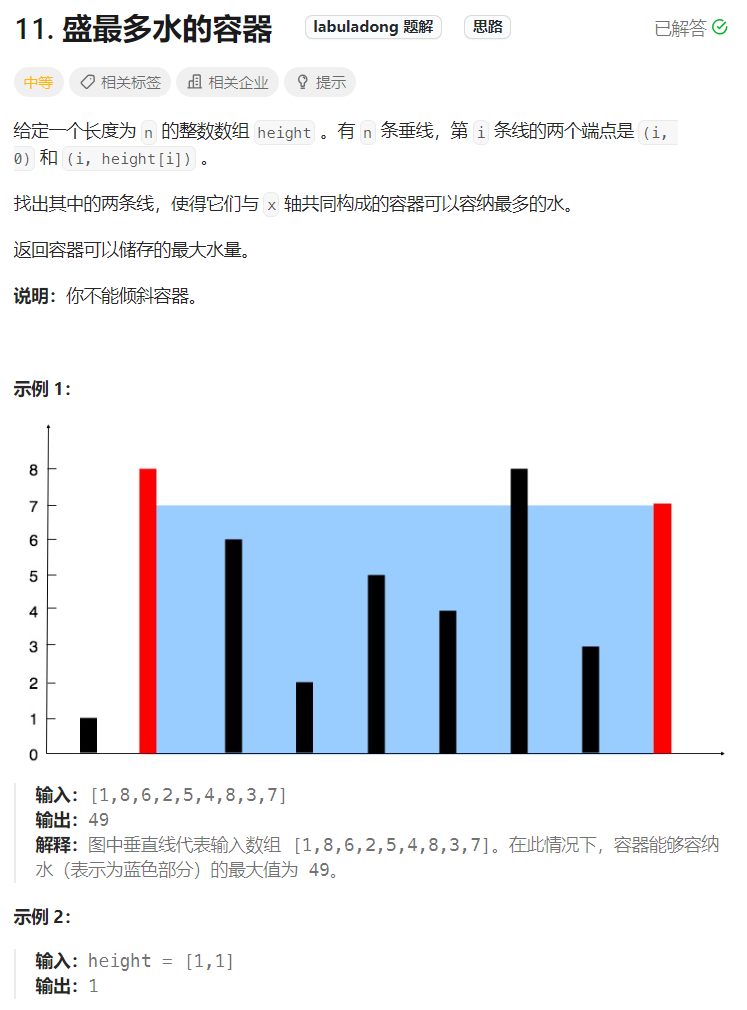 11. 盛最多水的容器 labuladong 题解 思路 已解答
中等 相关标签 相关企业 提示
给定一个长度为 n 的整数数组 height 。有 n 条垂线，第 i 条线的两个端点是 (i,
0) 和 (i, height[i]) 。
找出其中的两条线，使得它们与 x 轴共同构成的容器可以容纳最多的水。
返回容器可以储存的最大水量。
说明：你不能倾斜容器。
示例 1：
8
7
6
5
4
3
2
1
0
输入：[1,8,6,2,5,4,8,3,7]
输出：49
解释：图中垂直线代表输入数组 [1,8,6,2,5,4,8,3,7]。在此情况下，容器能够容纳
水（表示为蓝色部分）的最大值为 49。
示例 2：
输入：height = [1,1]
输出：1